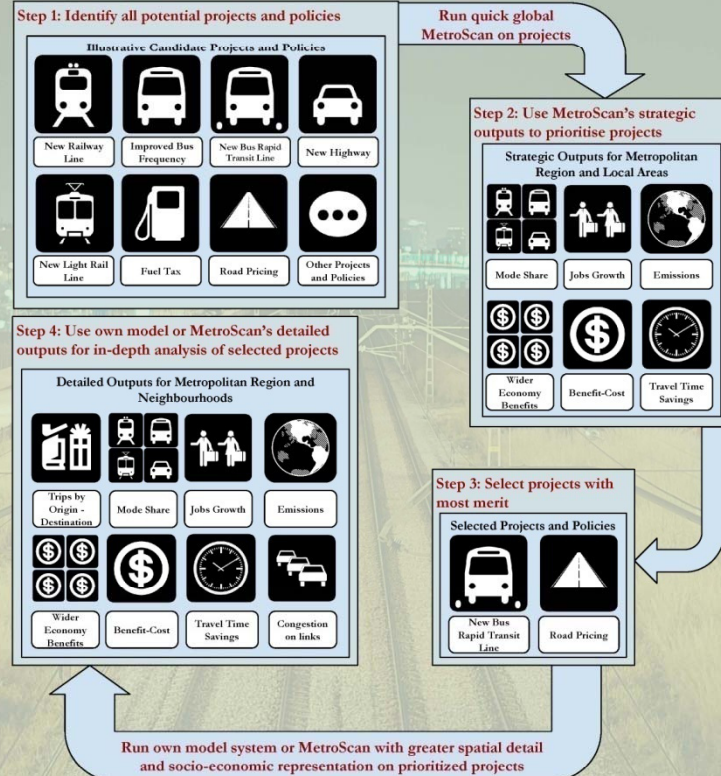 Step 1: Identify all potential projects and policies
Illustrative Candidate Projects and Policies
New Railway
Line
Improved Bus
Frequency
New Bus Rapid
Transit Line
New Highway
New Light Rail
Line
Fuel Tax
Road Pricing
Other Projects
and Policies
Run quick global
MetroScan on projects
Step 2: Use MetroScan's strategic
outputs to prioritise projects
Strategic Outputs for Metropolitan
Region and Local Areas
Mode Share
Jobs Growth
Emissions
$
$
$
$
$
Wider
Economy
Benefits
Benefit-Cost
Travel Time
Savings
Step 3: Select projects with
most merit
Selected Projects and Policies
New Bus
Rapid Transit
Line
Road Pricing
Run own model system or MetroScan with greater spatial detail
and socio-economic representation on prioritized projects
Step 4: Use own model or MetroScan's detailed
outputs for in-depth analysis of selected projects
Detailed Outputs for Metropolitan Region and
Neighbourhoods
Trips by
Origin -
Destination
Mode Share
Jobs Growth
Emissions
$
$
$
$
$
Wider
Economy
Benefits
Benefit-Cost
Travel Time
Savings
Congestion
on links